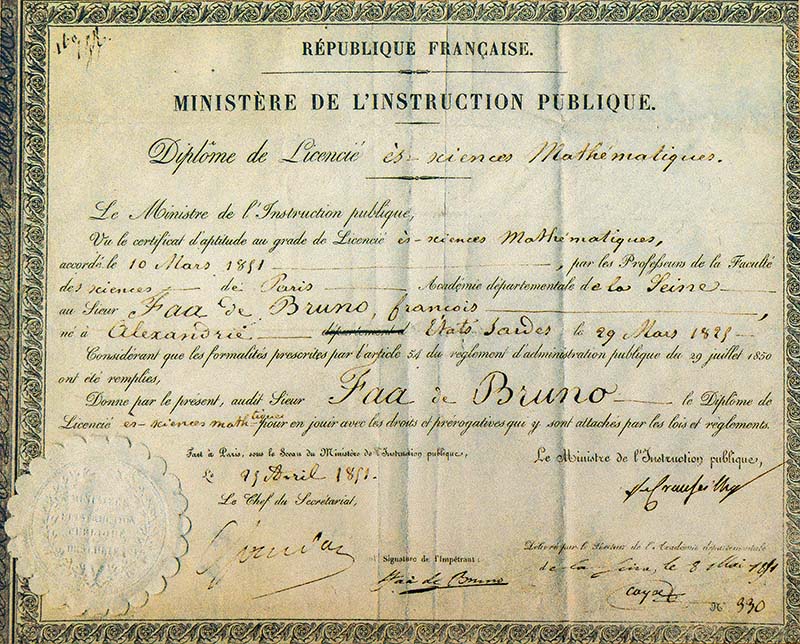 RÉPUBLIQUE FRANÇAISE.
MINISTÈRE DE L'INSTRUCTION PUBLIQUE.
Diplôme de Licencié ès-sciences Mathématiques.
Le Ministre de l'Instruction publique,
Vu le certificat d'aptitude au grade de Licencié ès-sciences Mathématiques,
accordé le 10 Mars 1851, par les Professeurs de la Faculté
des sciences de Paris Académie départementale de la Seine
au Sieur Faa de Bruno, françois,
né à Alexandrie département d États Sardes le 29 Mars 1825
Considérant que les formalités prescrites par l'article 54 du règlement d'administration publique du 29 juillet 1850
ont été remplies,
Donne par le présent, audit Sieur Faa de Bruno le Diplôme de
Licencié ès-sciences mathématiques pour en jouir avec les droits et prérogatives qui y sont attachés par les lois et règlements.
Fait à Paris, sous le Sceau du Ministère de l'Instruction publique,
Le 25 Avril 1851.
Le Ministre de l'Instruction publique,
Le Chef du Secrétariat,
Signature de l'Impétrant:
Faà de Bruno
Délivré par le Recteur de l'Académie départementale
de la Seine, le 8 Mai 1851
N° 330
MINISTÈRE
INSTRUCTION
PUBLIQUE